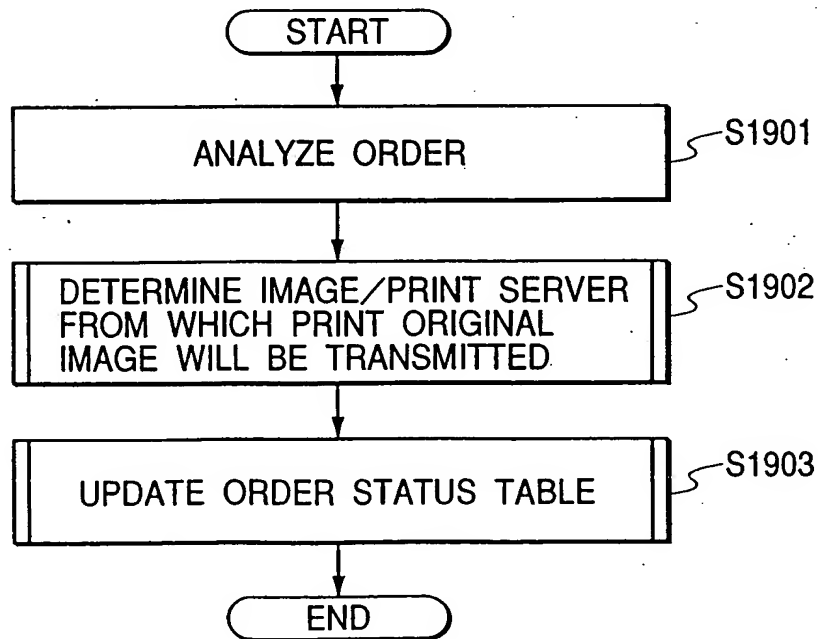 START
ANALYZE ORDER
S1901
DETERMINE IMAGE/PRINT SERVER
FROM WHICH PRINT ORIGINAL
IMAGE WILL BE TRANSMITTED
S1902
UPDATE ORDER STATUS TABLE
S1903
END